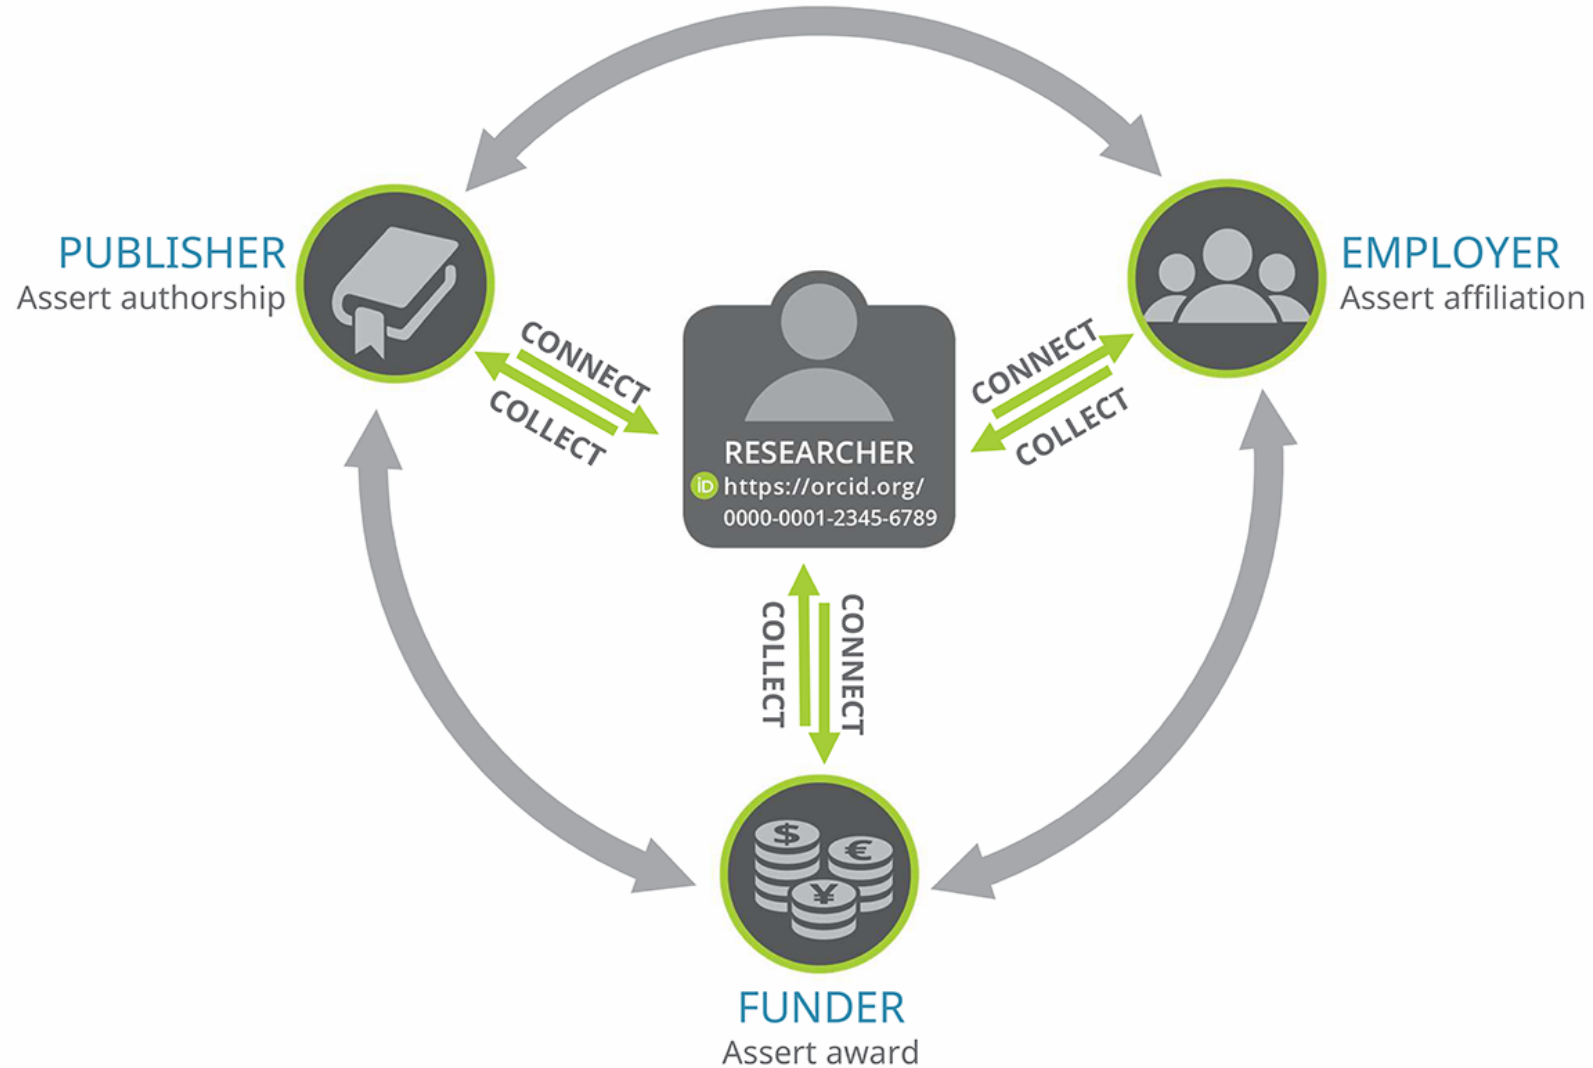 PUBLISHER
Assert authorship
EMPLOYER
Assert affiliation
CONNECT
COLLECT
CONNECT
COLLECT
RESEARCHER
iD https://orcid.org/
0000-0001-2345-6789
COLLECT
CONNECT
$
€
¥
FUNDER
Assert award